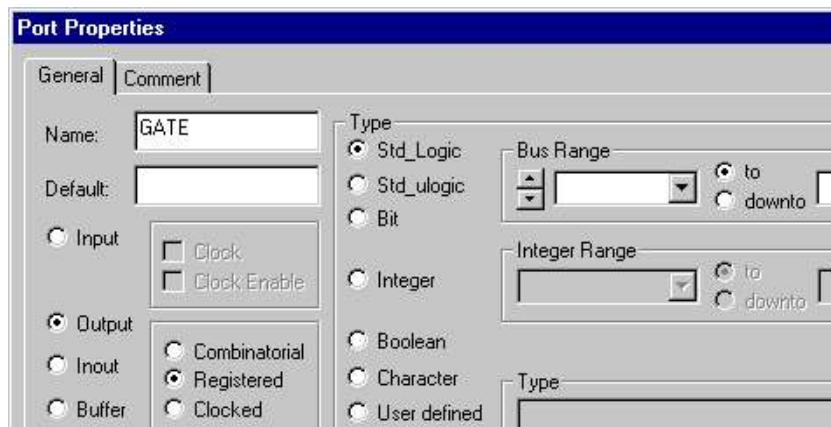 Port Properties
General Comment
Name: GATE
Default:
Input
Clock
Clock Enable
Output
Inout
Buffer
Combinatorial
Registered
Clocked
Type
Std_Logic
Std_ulogic
Bit
Integer
Boolean
Character
User defined
Bus Range
to
downto
Integer Range
to
downto
Type